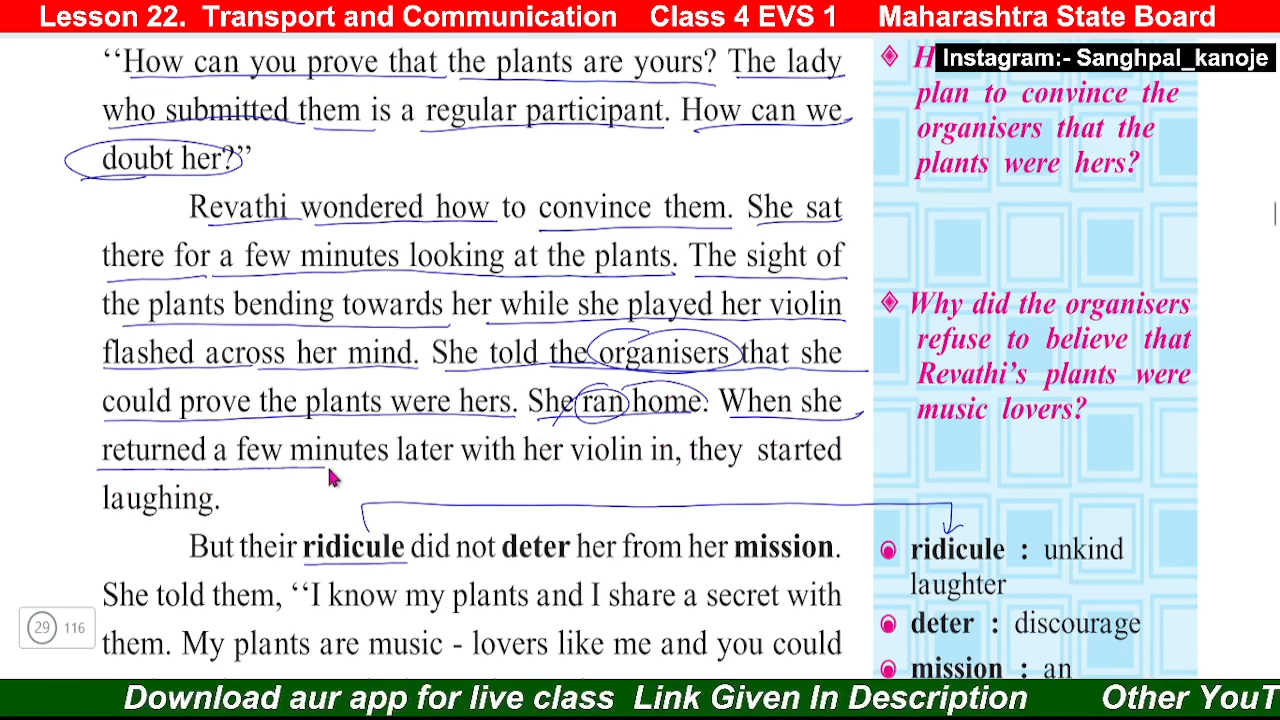 Lesson 22. Transport and Communication Class 4 EVS 1 Maharashtra State Board
Instagram:- Sanghpal_kanoje
‘‘How can you prove that the plants are yours? The lady
who submitted them is a regular participant. How can we
doubt her?’’
Revathi wondered how to convince them. She sat
there for a few minutes looking at the plants. The sight of
the plants bending towards her while she played her violin
flashed across her mind. She told the organisers that she
could prove the plants were hers. She ran home. When she
returned a few minutes later with her violin in, they started
laughing.
But their ridicule did not deter her from her mission.
She told them, ‘‘I know my plants and I share a secret with
them. My plants are music - lovers like me and you could
plan to convince the
organisers that the
plants were hers?
Why did the organisers
refuse to believe that
Revathi’s plants were
music lovers?
ridicule : unkind
laughter
deter : discourage
mission : an
29 116
Download aur app for live class Link Given In Description Other YouT